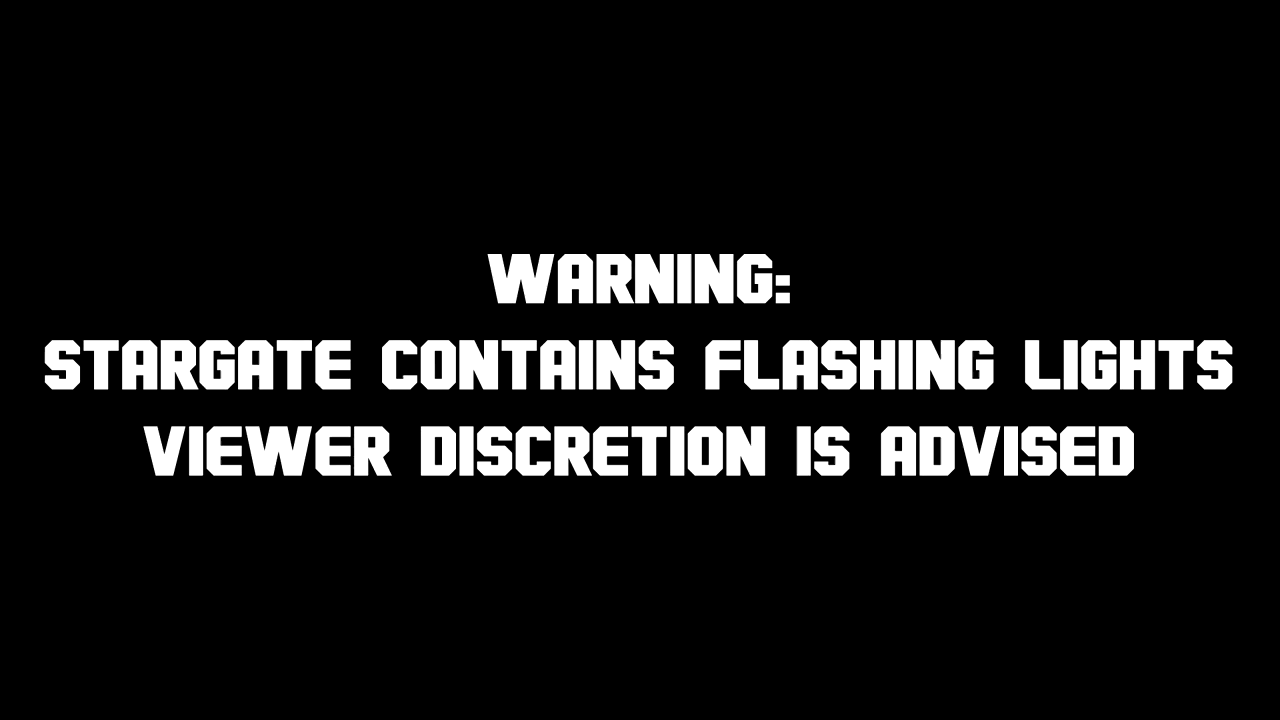 WARNING:
STARGATE CONTAINS FLASHING LIGHTS
VIEWER DISCRETION IS ADVISED